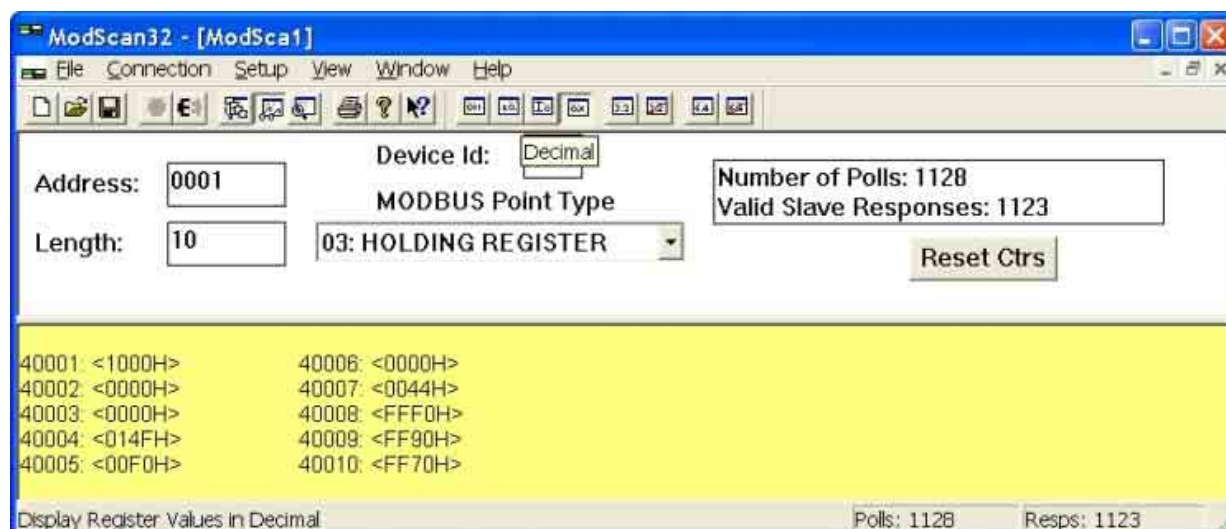 ModScan32 - [ModSca1]
File Connection Setup View Window Help
Device Id:
Decimal
Address: 0001
MODBUS Point Type
Length: 10
03: HOLDING REGISTER
Number of Polls: 1128
Valid Slave Responses: 1123
Reset Ctrs
40001: <1000H> 40006: <0000H>
40002: <0000H> 40007: <0044H>
40003: <0000H> 40008: <FFF0H>
40004: <014FH> 40009: <FF90H>
40005: <00F0H> 40010: <FF70H>
Display Register Values in Decimal Polls: 1128 Resps: 1123